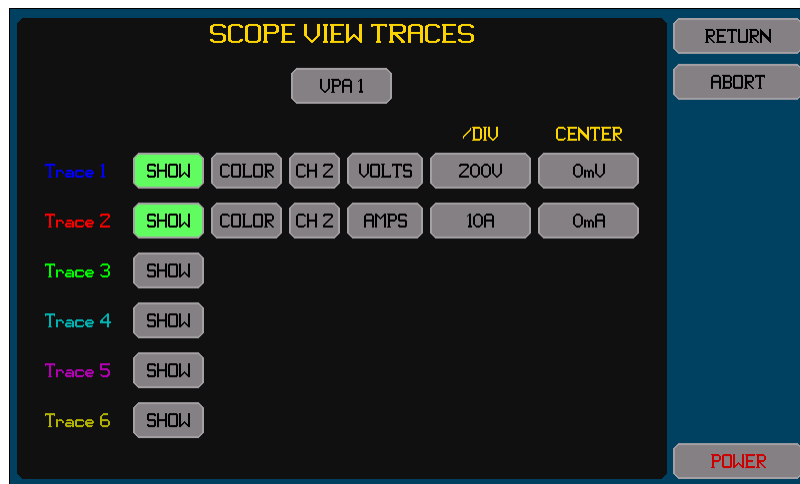 SCOPE VIEW TRACES
RETURN
VPA 1
ABORT
/DIV CENTER
Trace 1 SHOW COLOR CH 2 VOLTS 200V 0mV
Trace 2 SHOW COLOR CH 2 AMPS 10A 0mA
Trace 3 SHOW
Trace 4 SHOW
Trace 5 SHOW
Trace 6 SHOW
POWER